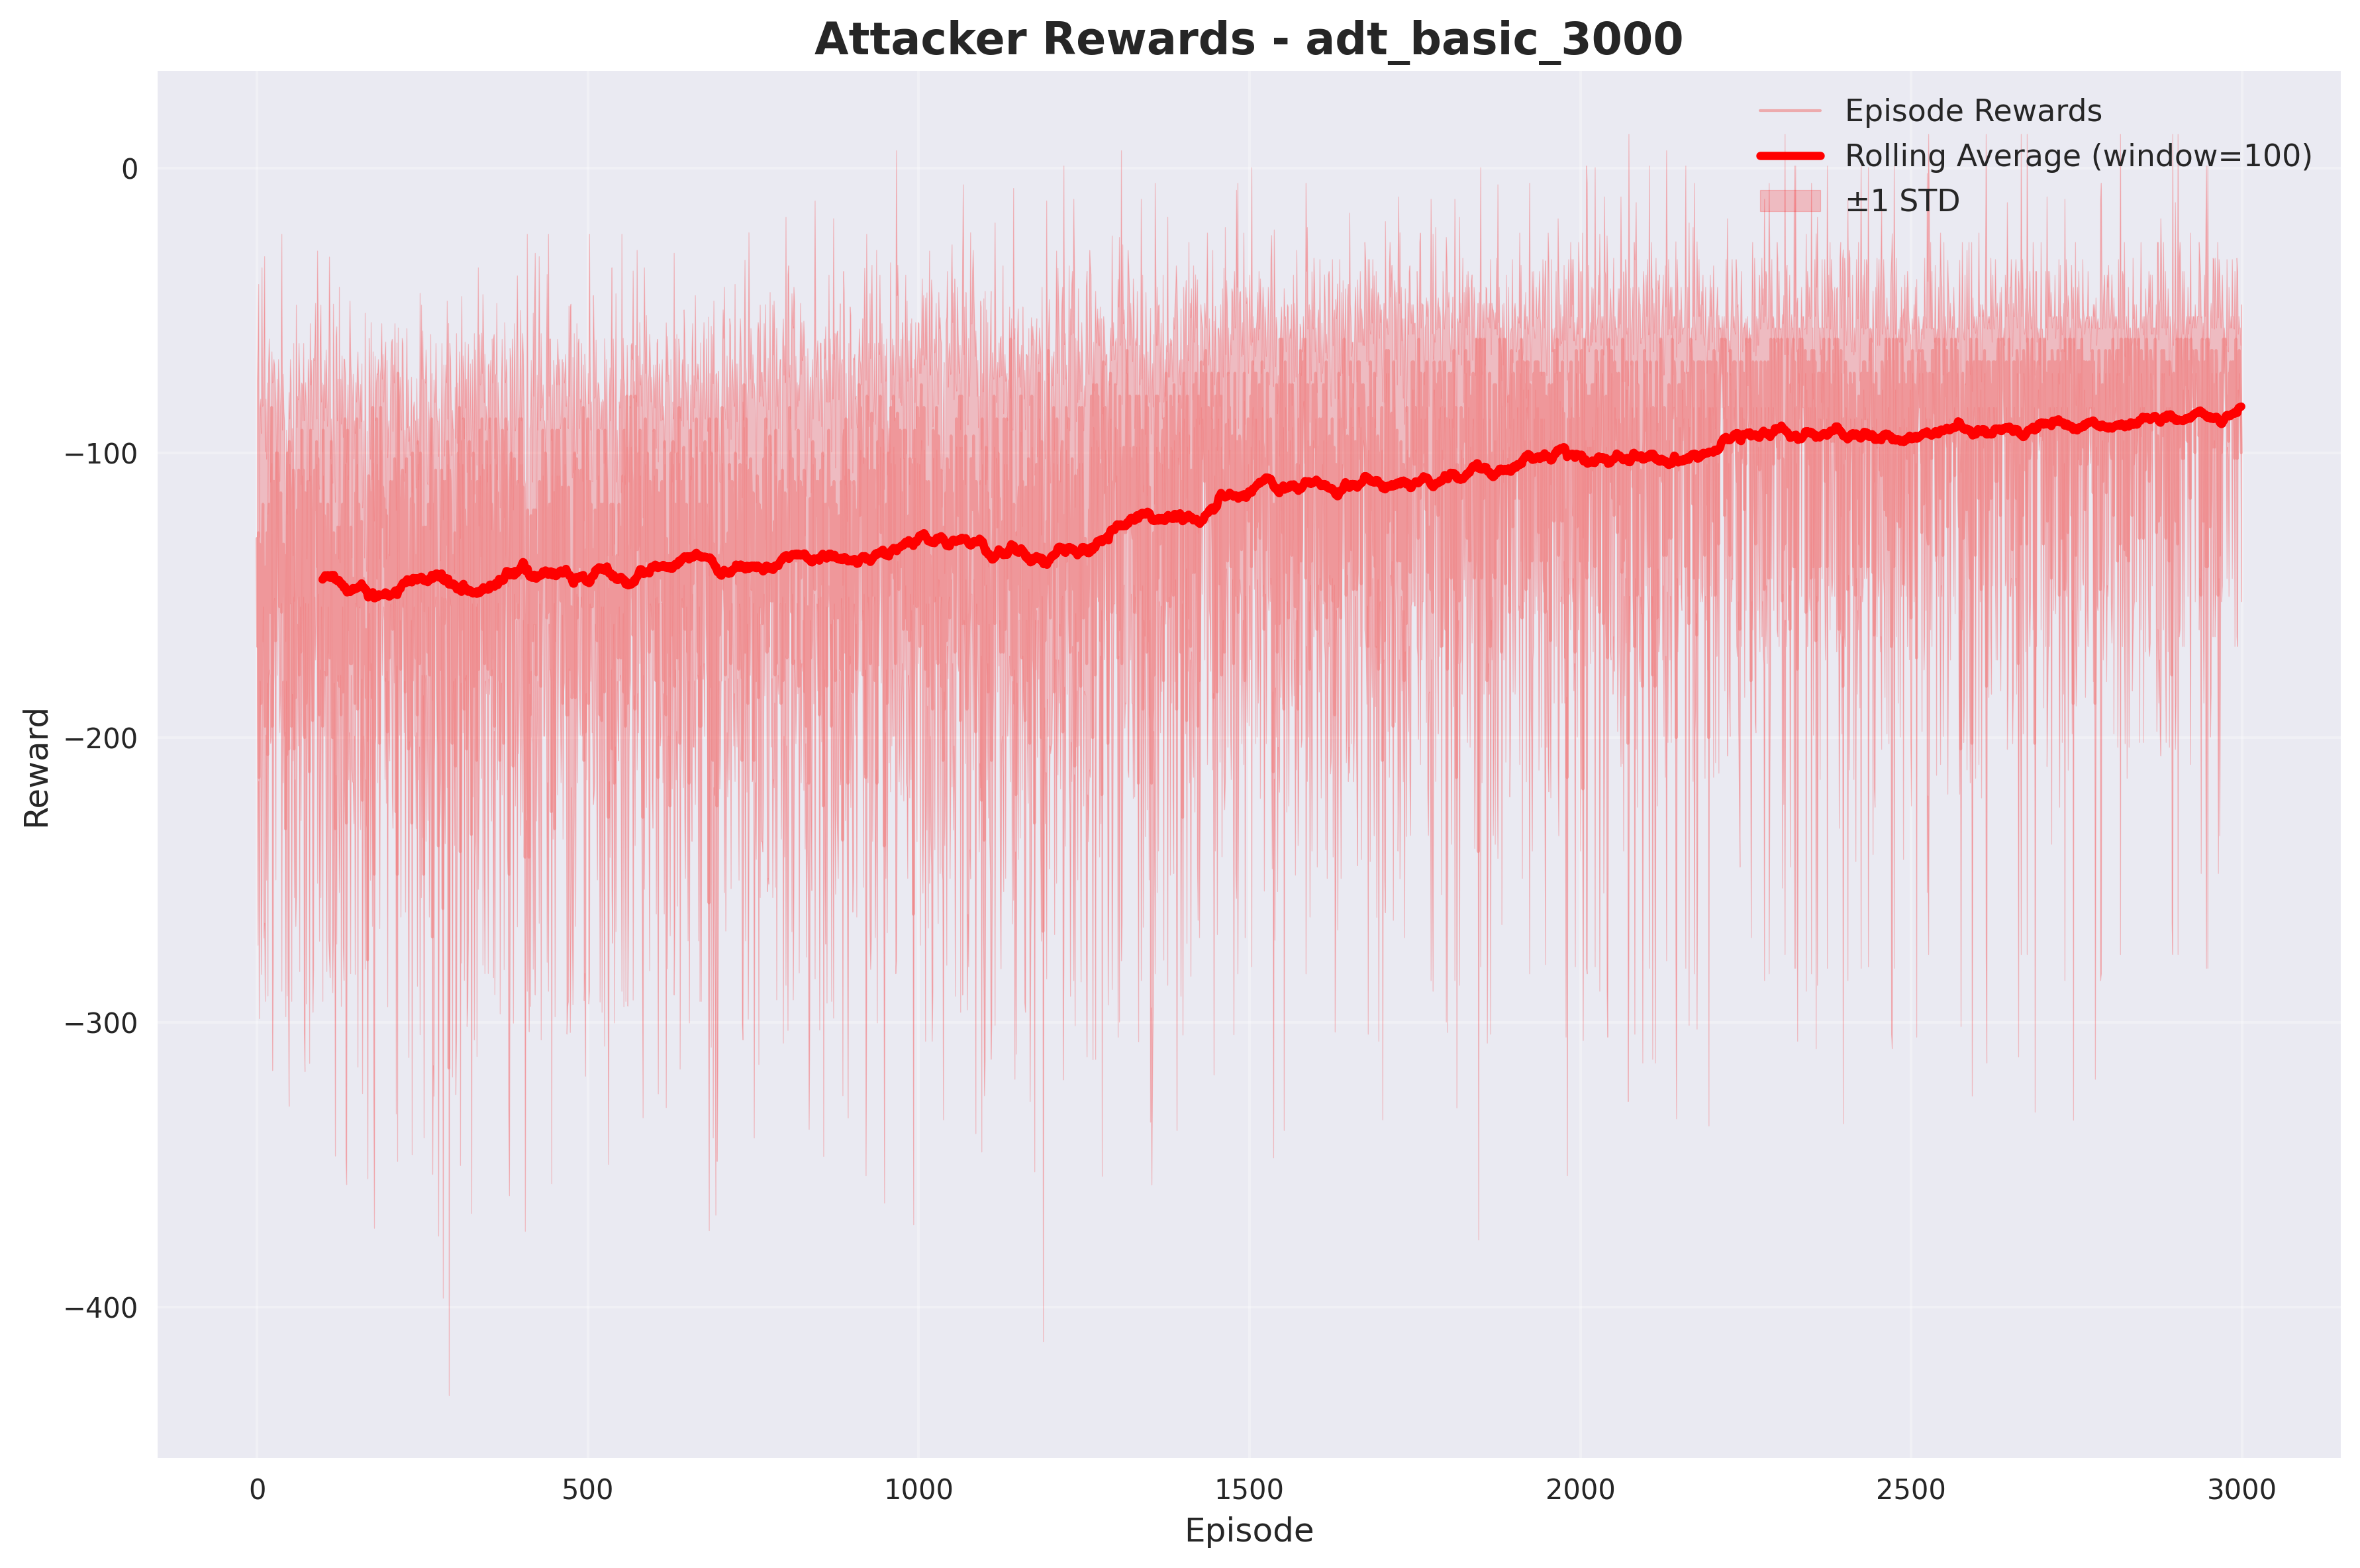 Attacker Rewards - adt_basic_3000
Episode Rewards
Rolling Average (window=100)
±1 STD
Reward
0
−100
−200
−300
−400
0
500
1000
1500
2000
2500
3000
Episode